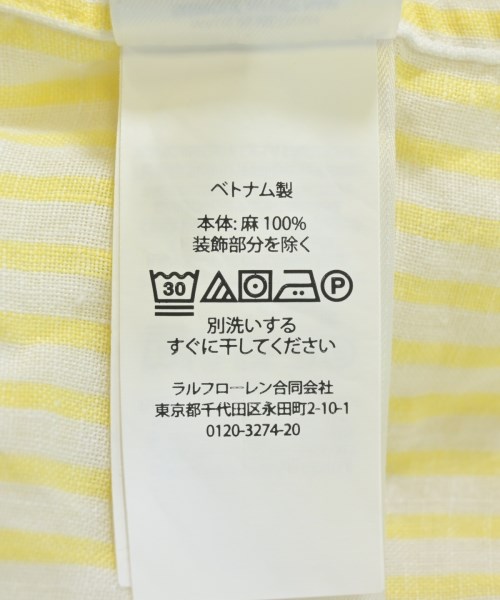 ベトナム製
本体: 麻 100%
装飾部分を除く
30 P
別洗いする
すぐに干してください
ラルフローレン合同会社
東京都千代田区永田町2-10-1
0120-3274-20